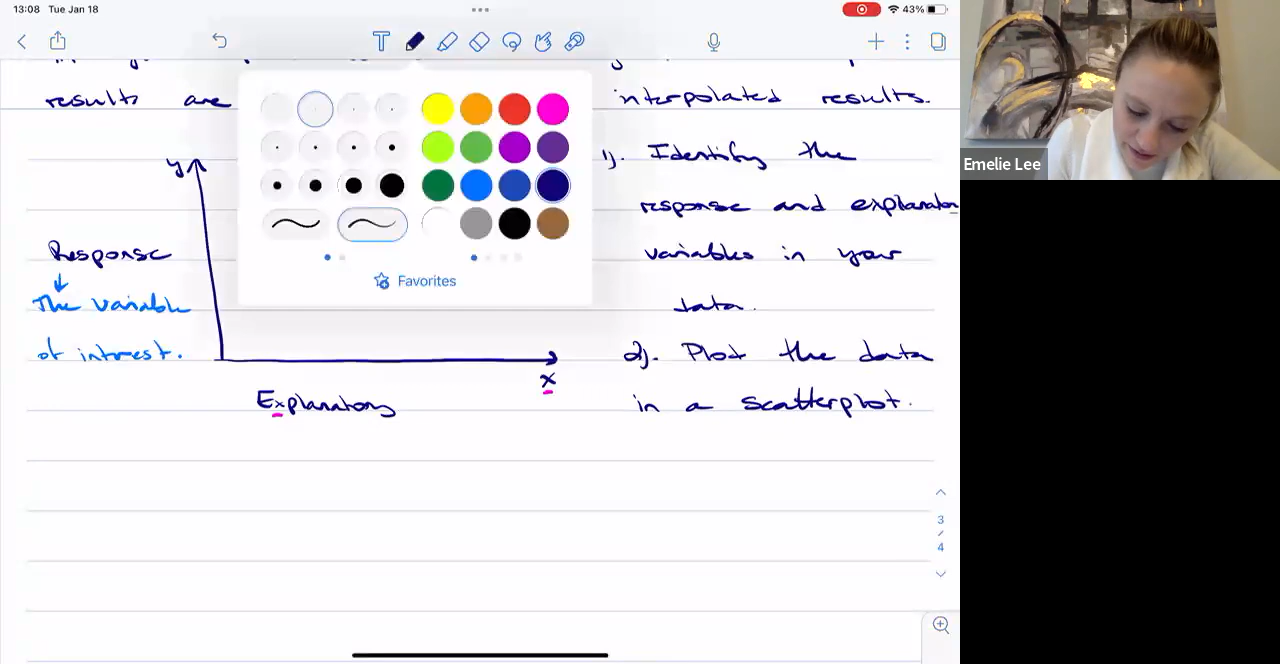 13:08 Tue Jan 18
43%
results are
interpolated results.
y
1). Identify the
response and explanatory
variables in your
data.
Response
The variable
of interest.
Favorites
x
Explanatory
2). Plot the data
in a scatterplot.
3
/
4
Emelie Lee